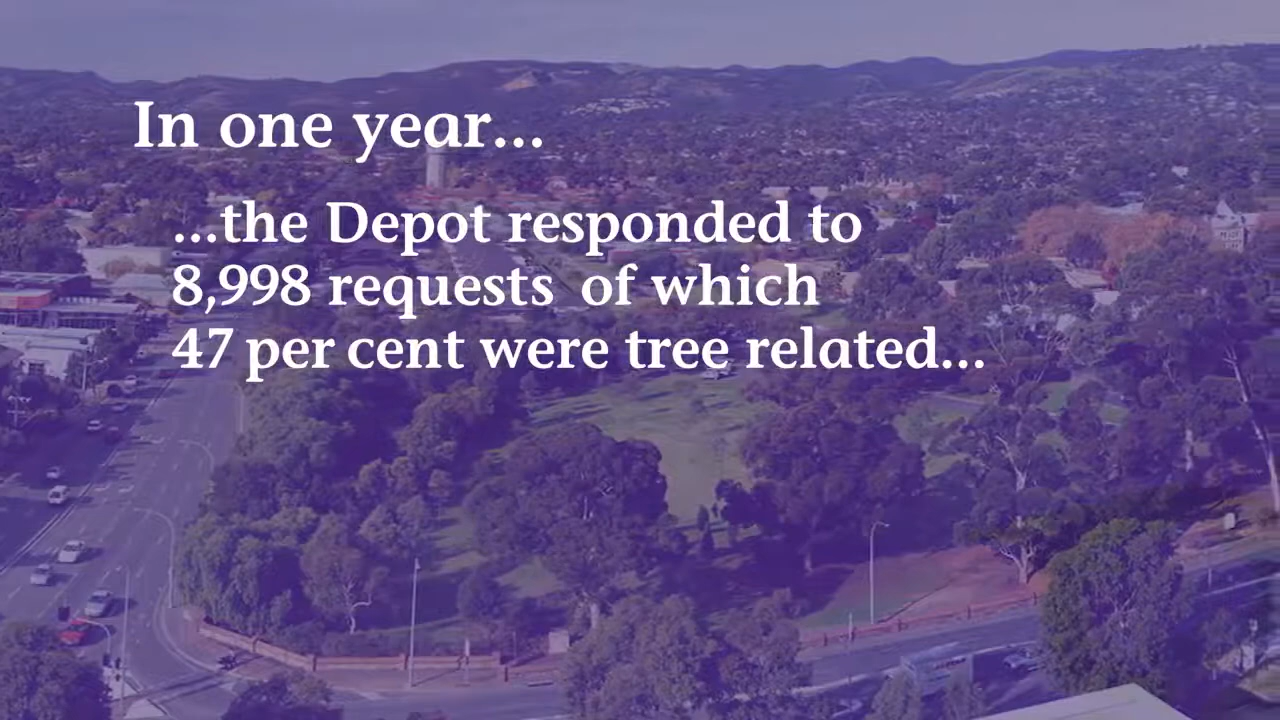 In one year...
...the Depot responded to
8,998 requests of which
47 per cent were tree related...